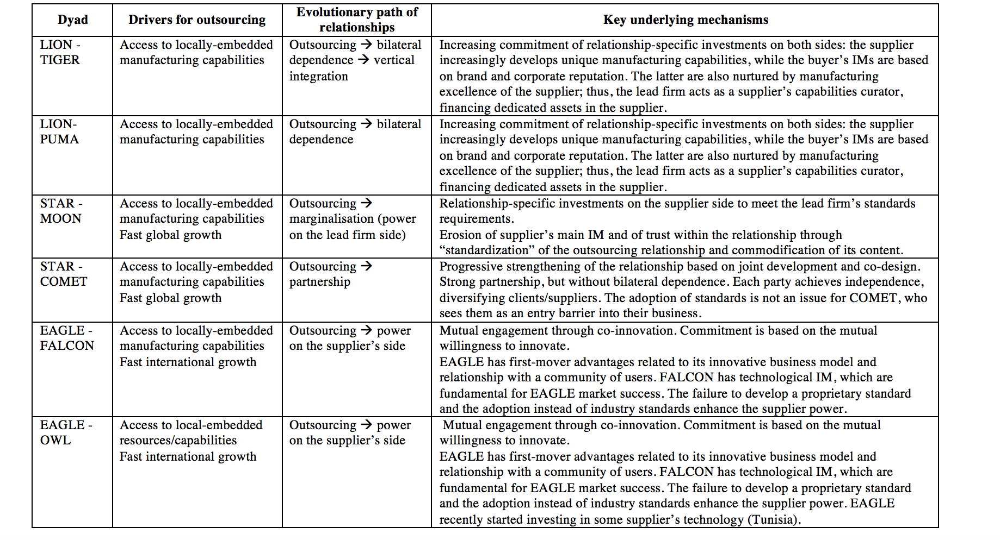 Dyad
Drivers for outsourcing
Evolutionary path of
relationships
Key underlying mechanisms
LION -
TIGER
Access to locally-embedded
manufacturing capabilities
Outsourcing → bilateral
dependence → vertical
integration
Increasing commitment of relationship-specific investments on both sides: the supplier
increasingly develops unique manufacturing capabilities, while the buyer’s IMs are based
on brand and corporate reputation. The latter are also nurtured by manufacturing
excellence of the supplier; thus, the lead firm acts as a supplier’s capabilities curator,
financing dedicated assets in the supplier.
LION-
PUMA
Access to locally-embedded
manufacturing capabilities
Outsourcing → bilateral
dependence
Increasing commitment of relationship-specific investments on both sides: the supplier
increasingly develops unique manufacturing capabilities, while the buyer’s IMs are based
on brand and corporate reputation. The latter are also nurtured by manufacturing
excellence of the supplier; thus, the lead firm acts as a supplier’s capabilities curator,
financing dedicated assets in the supplier.
STAR -
MOON
Access to locally-embedded
manufacturing capabilities
Fast global growth
Outsourcing →
marginalisation (power
on the lead firm side)
Relationship-specific investments on the supplier side to meet the lead firm’s standards
requirements.
Erosion of supplier’s main IM and of trust within the relationship through
“standardization” of the outsourcing relationship and commodification of its content.
STAR -
COMET
Access to locally-embedded
manufacturing capabilities
Fast global growth
Outsourcing →
partnership
Progressive strengthening of the relationship based on joint development and co-design.
Strong partnership, but without bilateral dependence. Each party achieves independence,
diversifying clients/suppliers. The adoption of standards is not an issue for COMET, who
sees them as an entry barrier into their business.
EAGLE -
FALCON
Access to locally-embedded
manufacturing capabilities
Fast international growth
Outsourcing → power
on the supplier’s side
Mutual engagement through co-innovation. Commitment is based on the mutual
willingness to innovate.
EAGLE has first-mover advantages related to its innovative business model and
relationship with a community of users. FALCON has technological IM, which are
fundamental for EAGLE market success. The failure to develop a proprietary standard
and the adoption instead of industry standards enhance the supplier power.
EAGLE -
OWL
Access to local-embedded
resources/capabilities
Fast international growth
Outsourcing → power
on the supplier’s side
Mutual engagement through co-innovation. Commitment is based on the mutual
willingness to innovate.
EAGLE has first-mover advantages related to its innovative business model and
relationship with a community of users. FALCON has technological IM, which are
fundamental for EAGLE market success. The failure to develop a proprietary standard
and the adoption instead of industry standards enhance the supplier power. EAGLE
recently started investing in some supplier’s technology (Tunisia).